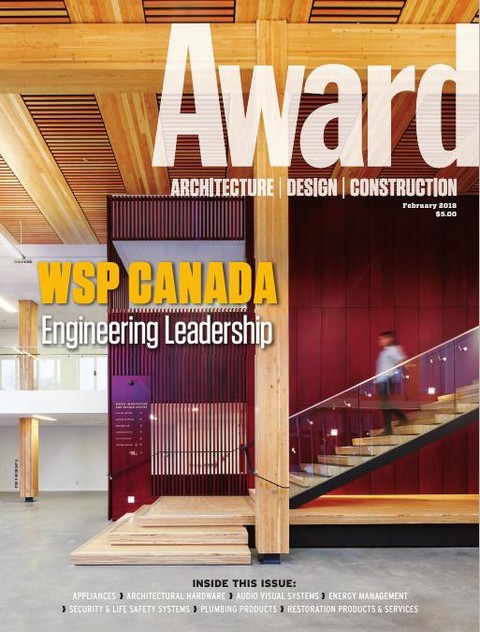 Award
ARCHITECTURE | DESIGN | CONSTRUCTION
February 2018
$5.00
WSP CANADA
Engineering Leadership
INSIDE THIS ISSUE:
APPLIANCES ❩ ARCHITECTURAL HARDWARE ❩ AUDIO VISUAL SYSTEMS ❩ ENERGY MANAGEMENT
❩ SECURITY & LIFE SAFETY SYSTEMS ❩ PLUMBING PRODUCTS ❩ RESTORATION PRODUCTS & SERVICES